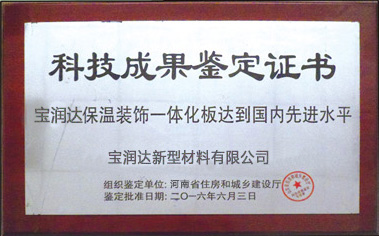 科技成果鉴定证书
宝润达保温装饰一体化板达到国内先进水平
宝润达新型材料有限公司
组织鉴定单位: 河南省住房和城乡建设厅
鉴定批准日期: 二〇一六年六月三日